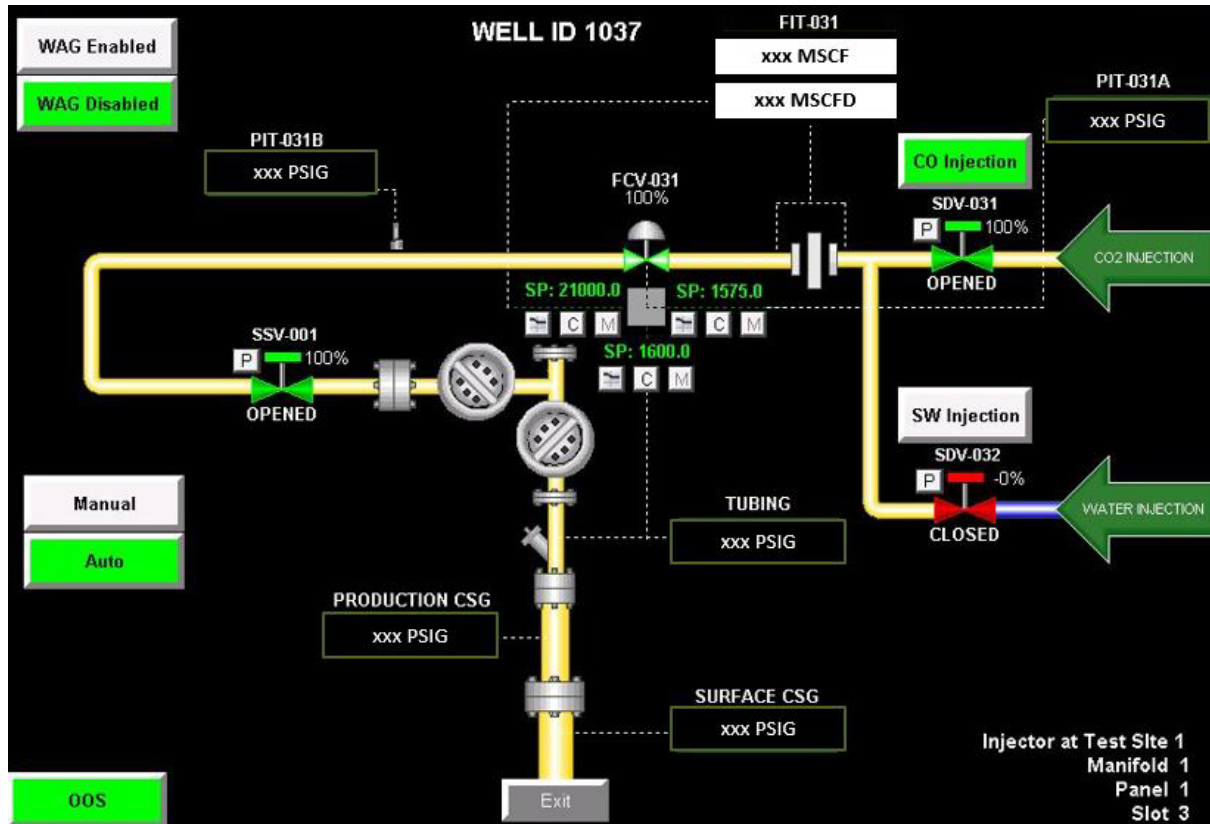 WELL ID 1037
WAG Enabled
WAG Disabled
FIT-031
xxx MSCF
xxx MSCFD
PIT-031A
xxx PSIG
PIT-031B
xxx PSIG
CO Injection
FCV-031
100%
SDV-031
P
100%
OPENED
CO2 INJECTION
SP: 21000.0
C
M
SP: 1575.0
C
M
SP: 1600.0
C
M
SSV-001
P
100%
OPENED
SW Injection
SDV-032
P
-0%
CLOSED
WATER INJECTION
Manual
Auto
TUBING
xxx PSIG
PRODUCTION CSG
xxx PSIG
SURFACE CSG
xxx PSIG
Injector at Test SIte 1
Manifold 1
Panel 1
Slot 3
OOS
Exit